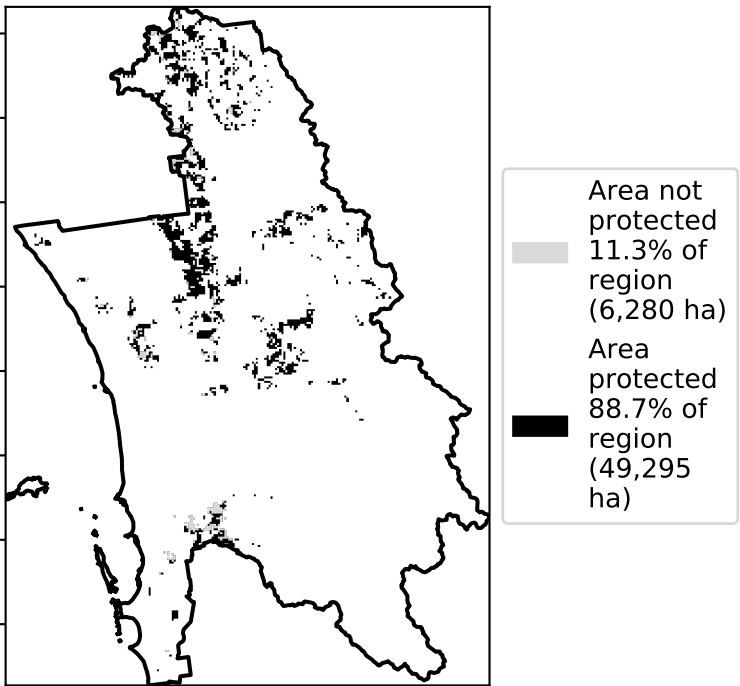 Area not
protected
11.3% of
region
(6,280 ha)
Area
protected
88.7% of
region
(49,295
ha)